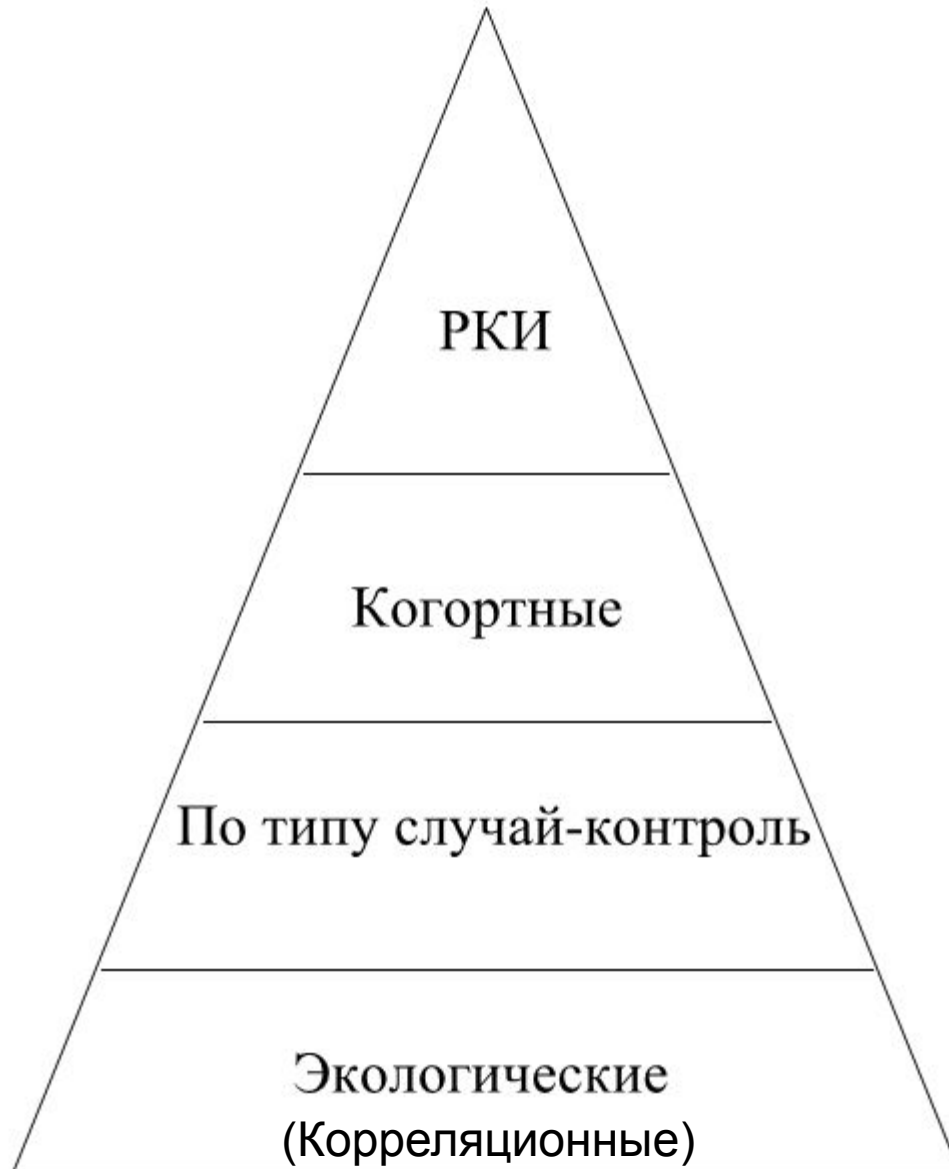 РКИ
Когортные
По типу случай-контроль
Экологические
(Корреляционные)